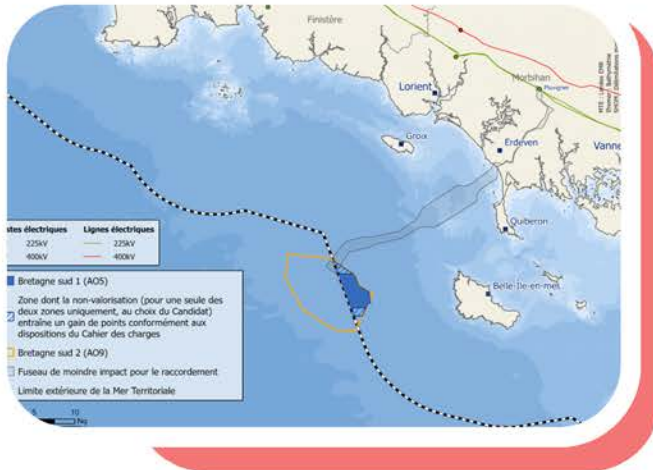 Finistère
Lorient
Morbihan
Pluvigner
Groix
Erdeven
Vanne
Quiberon
Belle-Ile-en-mer
tes électriques Lignes électriques
225kV 225kV
400kV 400kV
Bretagne sud 1 (AO5)
Zone dont la non-valorisation (pour une seule des
deux zones uniquement, au choix du Candidat)
entraîne un gain de points conformément aux
dispositions du Cahier des charges
Bretagne sud 2 (AO9)
Fuseau de moindre impact pour le raccordement
Limite extérieure de la Mer Territoriale
5 10